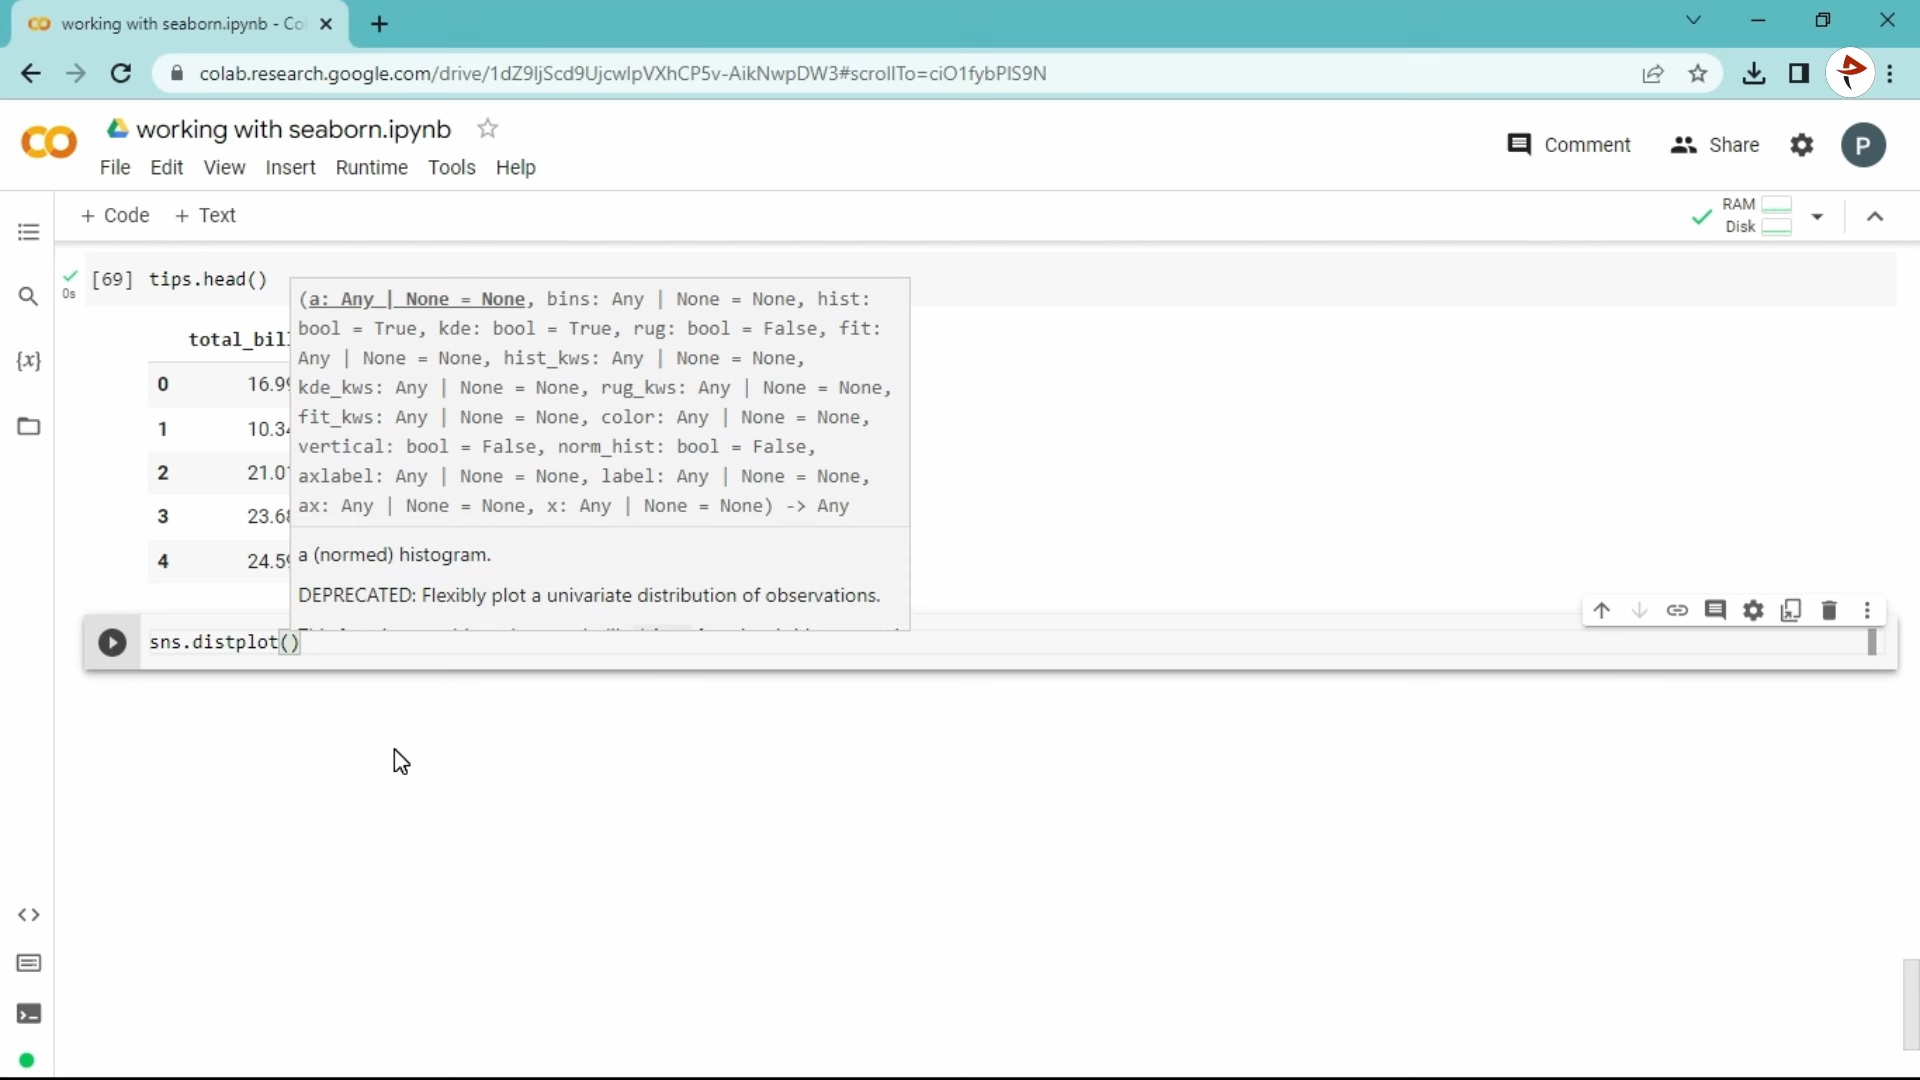 working with seaborn.ipynb - Co
colab.research.google.com/drive/1dZ9IjScd9UjcwIpVXhCP5v-AikNwpDW3#scrollTo=ciO1fybPIS9N
working with seaborn.ipynb
File Edit View Insert Runtime Tools Help
Comment
Share
P
+ Code + Text
RAM
Disk
[69] tips.head()
0s
total_bil
0 16.99
1 10.34
2 21.0
3 23.68
4 24.59
(a: Any | None = None, bins: Any | None = None, hist:
bool = True, kde: bool = True, rug: bool = False, fit:
Any | None = None, hist_kws: Any | None = None,
kde_kws: Any | None = None, rug_kws: Any | None = None,
fit_kws: Any | None = None, color: Any | None = None,
vertical: bool = False, norm_hist: bool = False,
axlabel: Any | None = None, label: Any | None = None,
ax: Any | None = None, x: Any | None = None) -> Any
a (normed) histogram.
DEPRECATED: Flexibly plot a univariate distribution of observations.
sns.distplot()
{x}